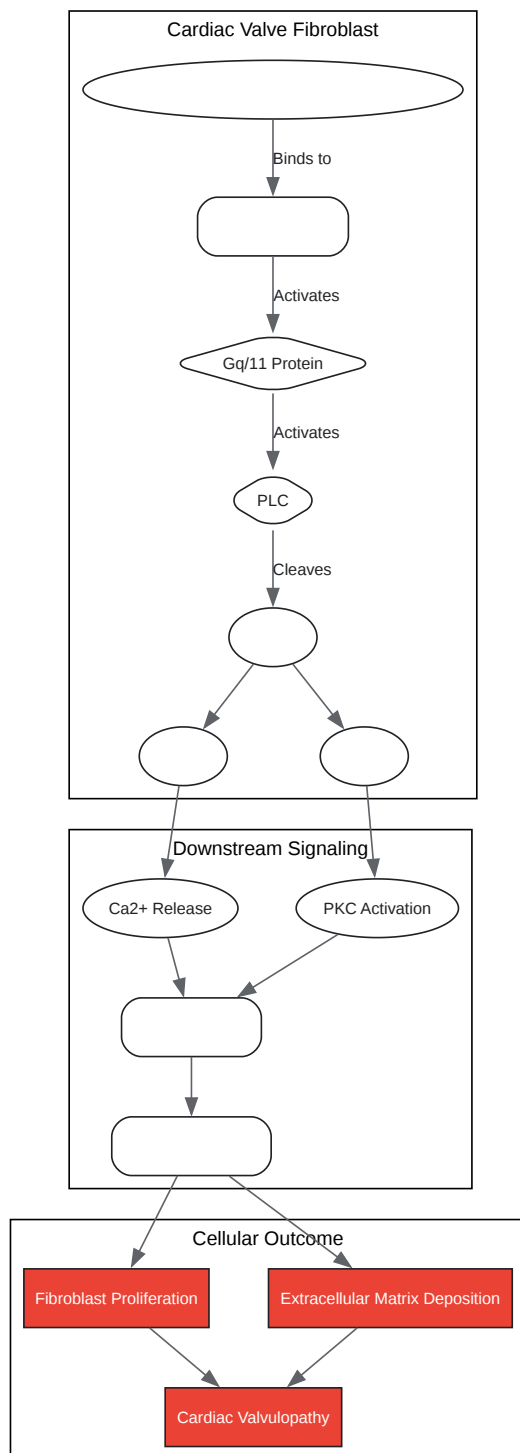 Cardiac Valve Fibroblast
Binds to
Activates
Gq/11 Protein
Activates
PLC
Cleaves
Downstream Signaling
Ca2+ Release
PKC Activation
Cellular Outcome
Fibroblast Proliferation
Extracellular Matrix Deposition
Cardiac Valvulopathy